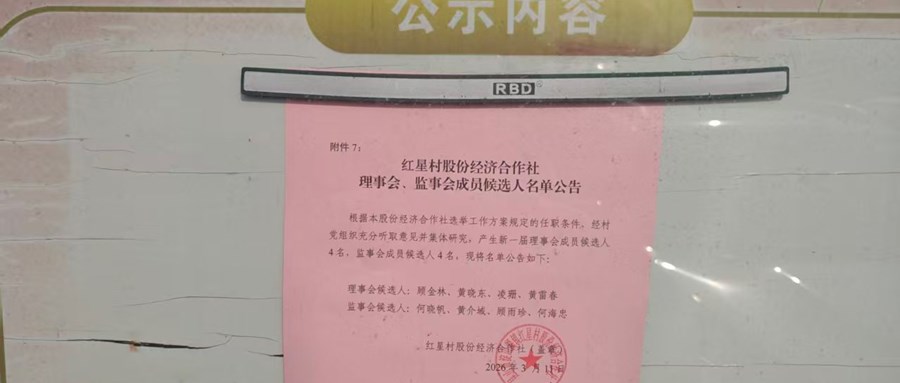 公示内容
RBD
附件 7：
红星村股份经济合作社
理事会、监事会成员候选人名单公告
根据本股份经济合作社选举工作方案规定的任职条件，经村
党组织充分听取意见并集体研究，产生新一届理事会成员候选人
4 名，监事会成员候选人 4 名，现将名单公告如下：
理事会候选人：顾金林、黄晓东、凌珊、黄雷春
监事会候选人：何晓帆、黄介城、顾雨珍、何海忠
红星村股份经济合作社（盖章）
2026 年 3 月 11 日